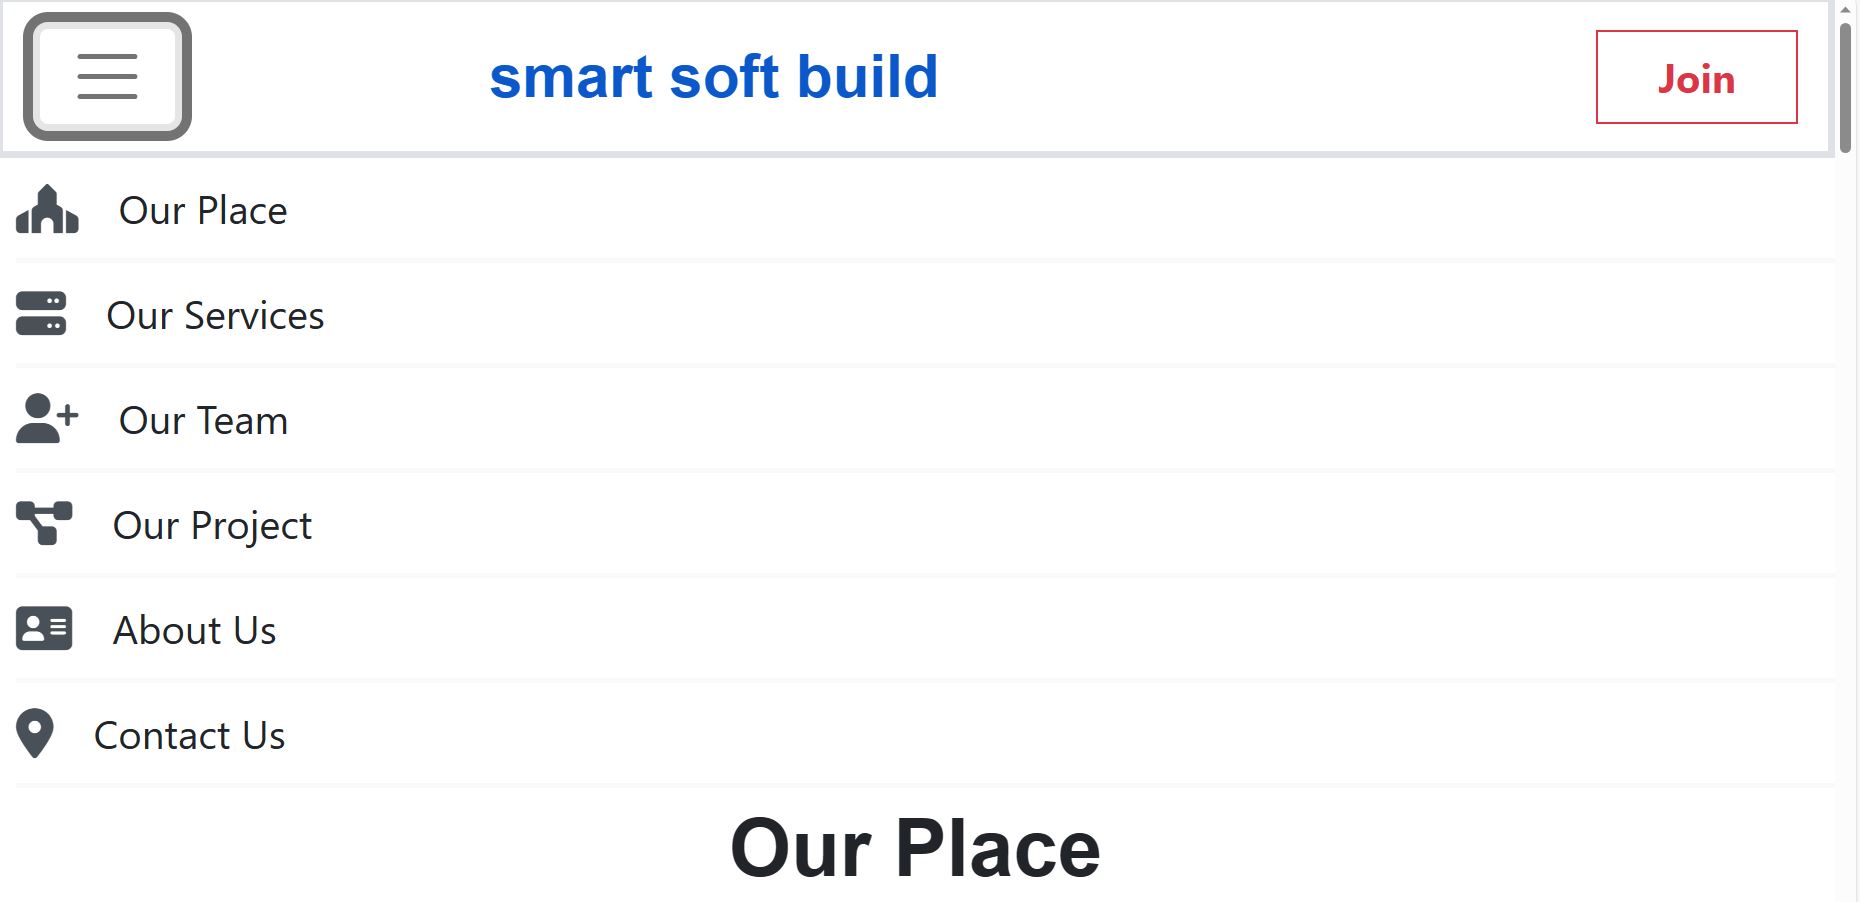 smart soft build
Join
Our Place
Our Services
Our Team
Our Project
About Us
Contact Us
Our Place